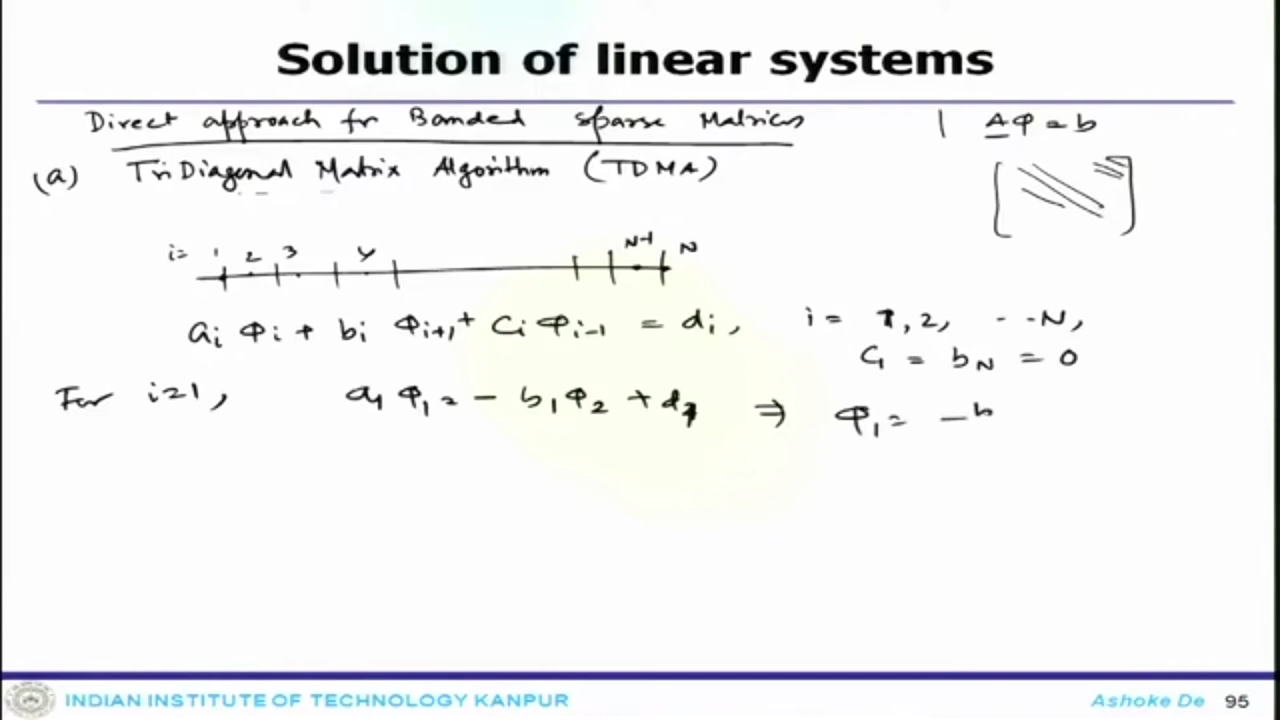 Solution of linear systems
Direct approach for Banded sparse Matrices | Aφ = b
(a) TriDiagonal Matrix Algorithm (TDMA)
i= 1 2 3 4 N-1 N
aᵢ φᵢ + bᵢ φᵢ₊₁ + cᵢ φᵢ₋₁ = dᵢ, i = 1, 2, - - N,
c₁ = b_N = 0
For i=1, a₁ φ₁ = - b₁ φ₂ + d₁ ⇒ φ₁ = - b
INDIAN INSTITUTE OF TECHNOLOGY KANPUR
Ashoke De 95